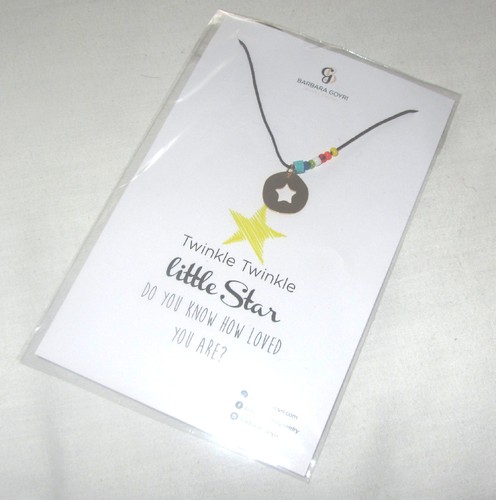 BARBARA GOYRI
Twinkle Twinkle
little Star
DO YOU KNOW HOW LOVED
YOU ARE?